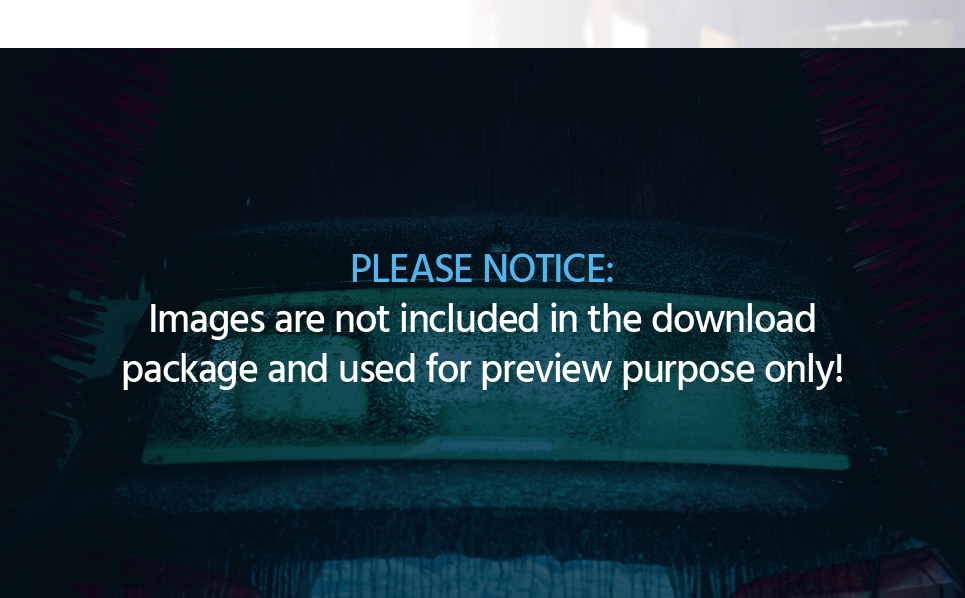 PLEASE NOTICE:
Images are not included in the download
package and used for preview purpose only!